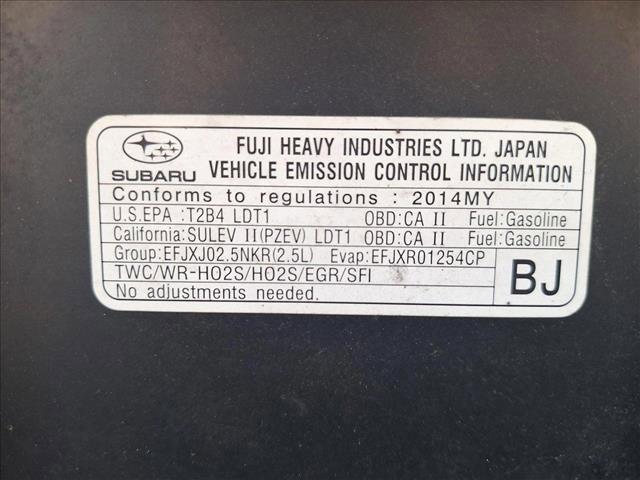 SUBARU
FUJI HEAVY INDUSTRIES LTD. JAPAN
VEHICLE EMISSION CONTROL INFORMATION
Conforms to regulations : 2014MY
U.S.EPA :T2B4 LDT1 OBD:CA II Fuel:Gasoline
California:SULEV II(PZEV) LDT1 OBD:CA II Fuel:Gasoline
Group:EFJXJ02.5NKR(2.5L) Evap:EFJXR01254CP
TWC/WR-HO2S/HO2S/EGR/SFI
No adjustments needed.
BJ